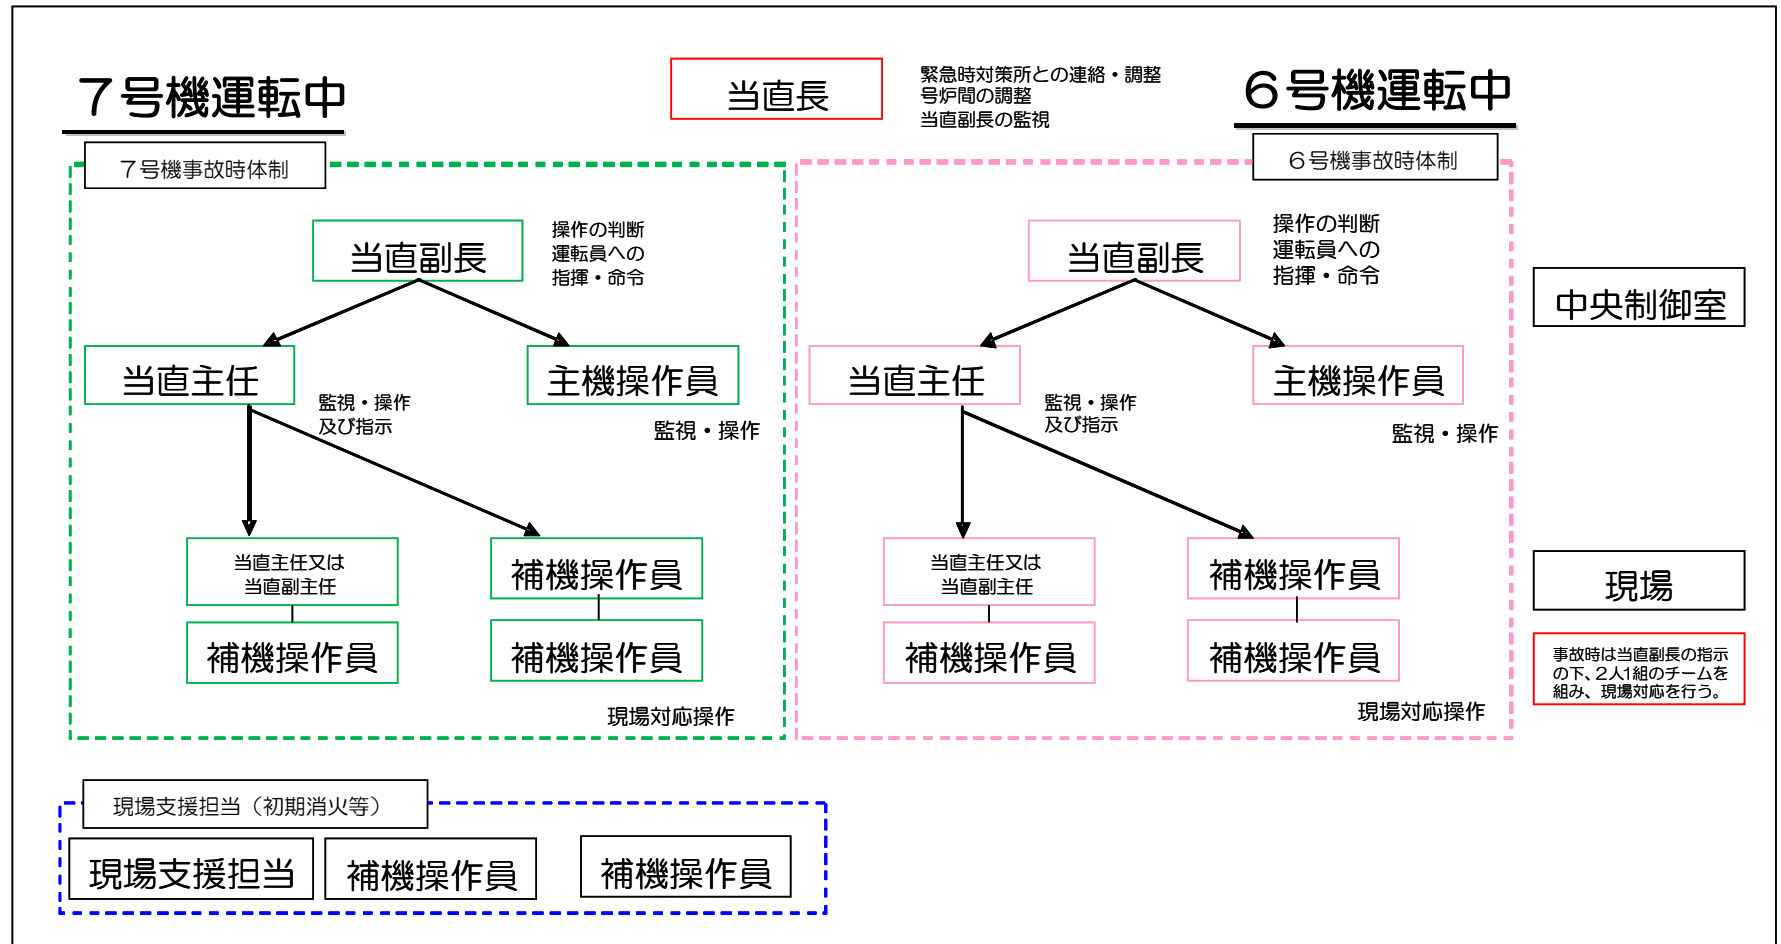 7号機運転中
当直長
緊急時対策所との連絡・調整
号炉間の調整
当直副長の監視
6号機運転中
7号機事故時体制
当直副長
操作の判断
運転員への
指揮・命令
当直主任
監視・操作
及び指示
主機操作員
監視・操作
当直主任又は
当直副主任
補機操作員
補機操作員
補機操作員
現場対応操作
6号機事故時体制
当直副長
操作の判断
運転員への
指揮・命令
当直主任
監視・操作
及び指示
主機操作員
監視・操作
当直主任又は
当直副主任
補機操作員
補機操作員
補機操作員
現場対応操作
中央制御室
現場
事故時は当直副長の指示
の下、2人1組のチームを
組み、現場対応を行う。
現場支援担当（初期消火等）
現場支援担当
補機操作員
補機操作員